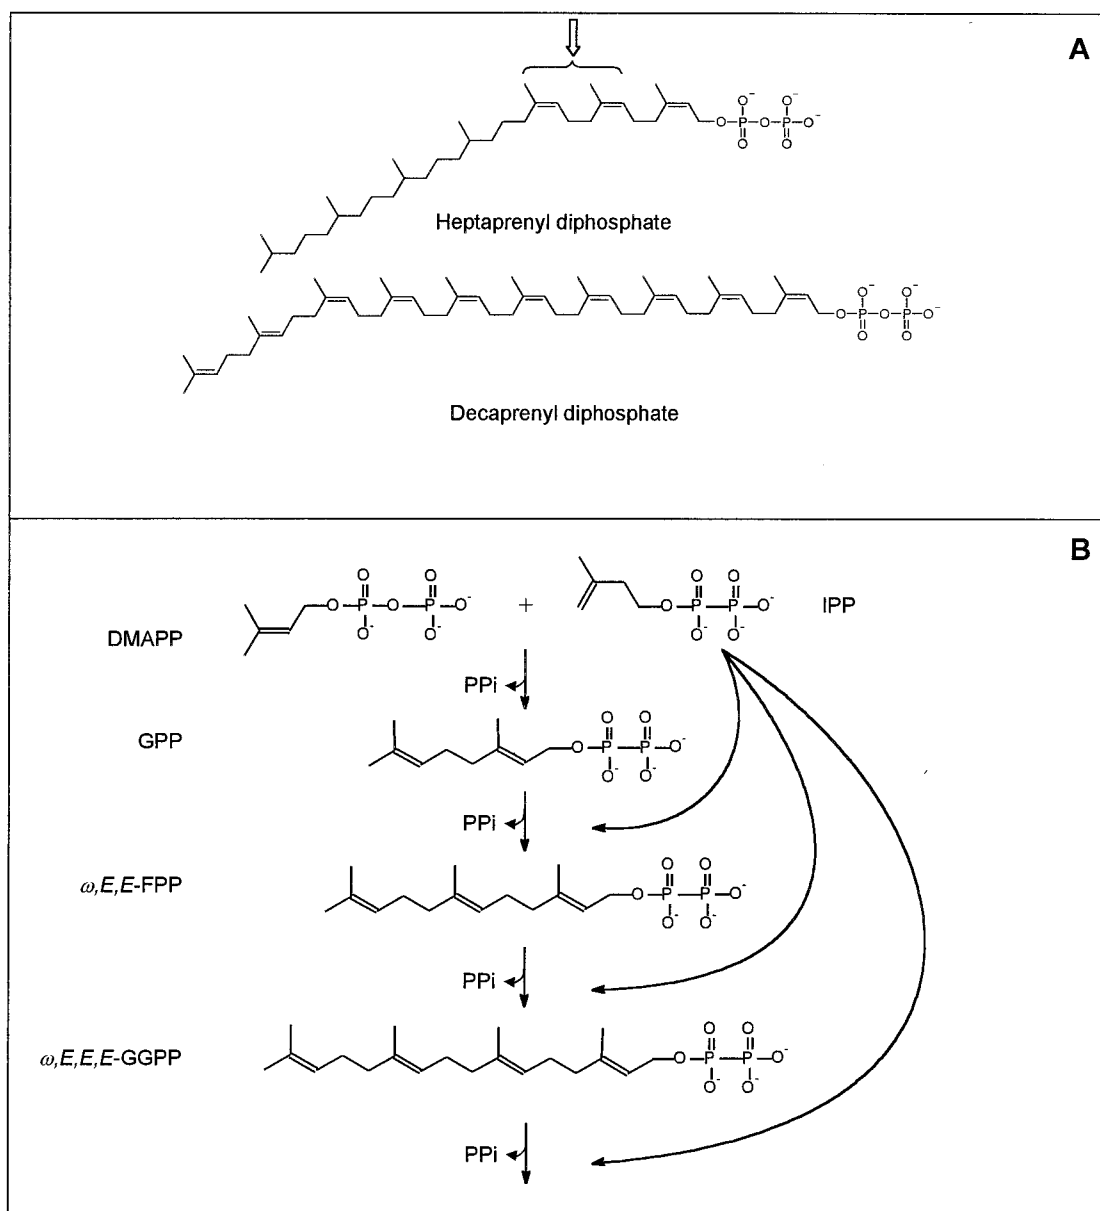 A
O⁻ O⁻
O P O P O⁻
O O
Heptaprenyl diphosphate
O⁻ O⁻
O P O P O⁻
O O
Decaprenyl diphosphate
B
O O O O
O P O P O⁻ + O P P O⁻ IPP
O⁻ O⁻ O⁻ O⁻
DMAPP
PPi
O O
GPP O P P O⁻
O⁻ O⁻
PPi
O O
ω,E,E-FPP O P P O⁻
O⁻ O⁻
PPi
O O
ω,E,E,E-GGPP O P P O⁻
O⁻ O⁻
PPi